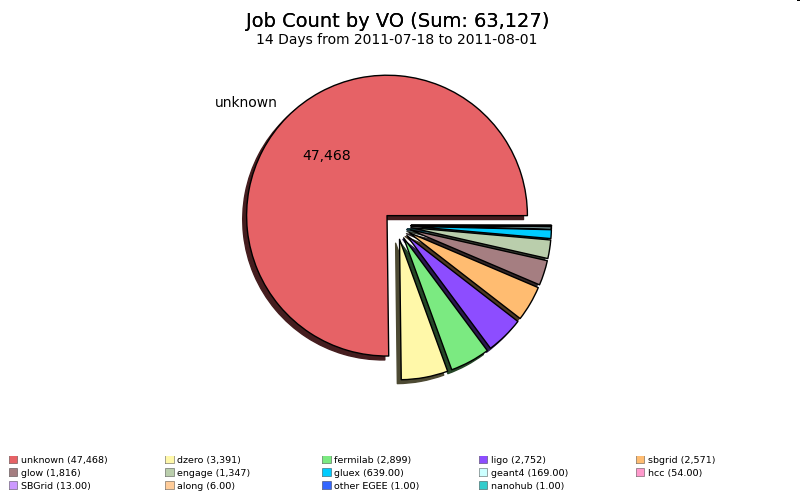 Job Count by VO (Sum: 63,127)
14 Days from 2011-07-18 to 2011-08-01
unknown
47,468
unknown (47,468) dzero (3,391) fermilab (2,899) ligo (2,752) sbgrid (2,571)
glow (1,816) engage (1,347) gluex (639.00) geant4 (169.00) hcc (54.00)
SBGrid (13.00) along (6.00) other EGEE (1.00) nanohub (1.00)